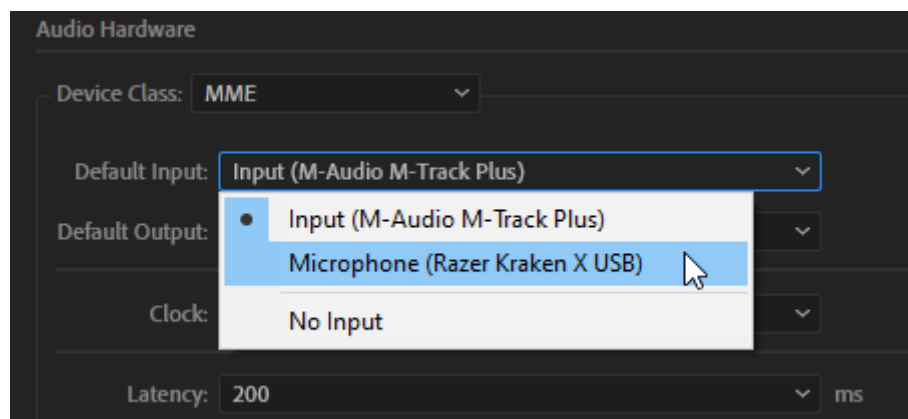 Audio Hardware
Device Class: MME
Default Input: Input (M-Audio M-Track Plus)
Input (M-Audio M-Track Plus)
Default Output:
Microphone (Razer Kraken X USB)
Clock:
No Input
Latency: 200 ms